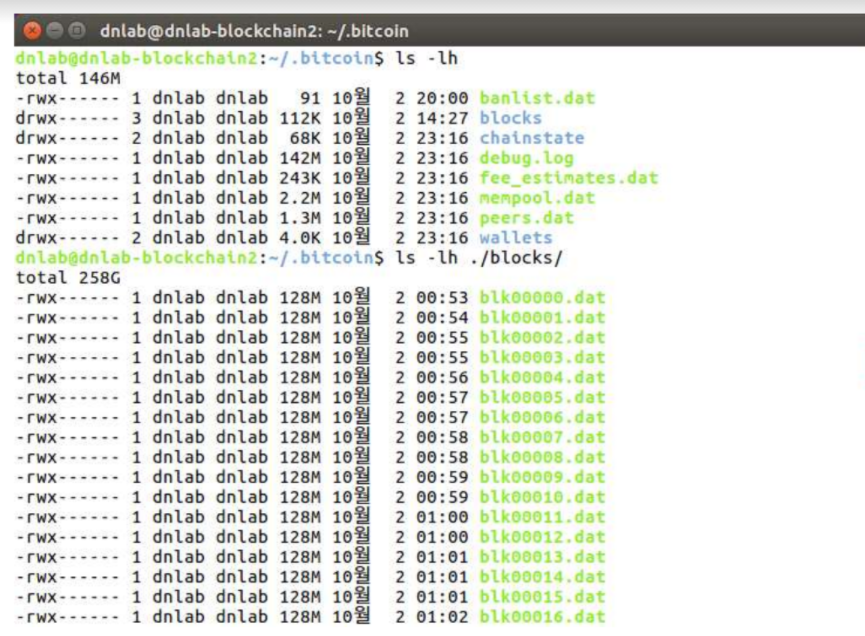 dnlab@dnlab-blockchain2: ~/.bitcoin
dnlab@dnlab-blockchain2:~/.bitcoin$ ls -lh
total 146M
-rwx------ 1 dnlab dnlab   91 10월  2 20:00 banlist.dat
drwx------ 3 dnlab dnlab 112K 10월  2 14:27 blocks
drwx------ 2 dnlab dnlab  68K 10월  2 23:16 chainstate
-rwx------ 1 dnlab dnlab 142M 10월  2 23:16 debug.log
-rwx------ 1 dnlab dnlab 243K 10월  2 23:16 fee_estimates.dat
-rwx------ 1 dnlab dnlab 2.2M 10월  2 23:16 mempool.dat
-rwx------ 1 dnlab dnlab 1.3M 10월  2 23:16 peers.dat
drwx------ 2 dnlab dnlab 4.0K 10월  2 23:16 wallets
dnlab@dnlab-blockchain2:~/.bitcoin$ ls -lh ./blocks/
total 258G
-rwx------ 1 dnlab dnlab 128M 10월  2 00:53 blk00000.dat
-rwx------ 1 dnlab dnlab 128M 10월  2 00:54 blk00001.dat
-rwx------ 1 dnlab dnlab 128M 10월  2 00:55 blk00002.dat
-rwx------ 1 dnlab dnlab 128M 10월  2 00:55 blk00003.dat
-rwx------ 1 dnlab dnlab 128M 10월  2 00:56 blk00004.dat
-rwx------ 1 dnlab dnlab 128M 10월  2 00:57 blk00005.dat
-rwx------ 1 dnlab dnlab 128M 10월  2 00:57 blk00006.dat
-rwx------ 1 dnlab dnlab 128M 10월  2 00:58 blk00007.dat
-rwx------ 1 dnlab dnlab 128M 10월  2 00:58 blk00008.dat
-rwx------ 1 dnlab dnlab 128M 10월  2 00:59 blk00009.dat
-rwx------ 1 dnlab dnlab 128M 10월  2 00:59 blk00010.dat
-rwx------ 1 dnlab dnlab 128M 10월  2 01:00 blk00011.dat
-rwx------ 1 dnlab dnlab 128M 10월  2 01:00 blk00012.dat
-rwx------ 1 dnlab dnlab 128M 10월  2 01:01 blk00013.dat
-rwx------ 1 dnlab dnlab 128M 10월  2 01:01 blk00014.dat
-rwx------ 1 dnlab dnlab 128M 10월  2 01:01 blk00015.dat
-rwx------ 1 dnlab dnlab 128M 10월  2 01:02 blk00016.dat